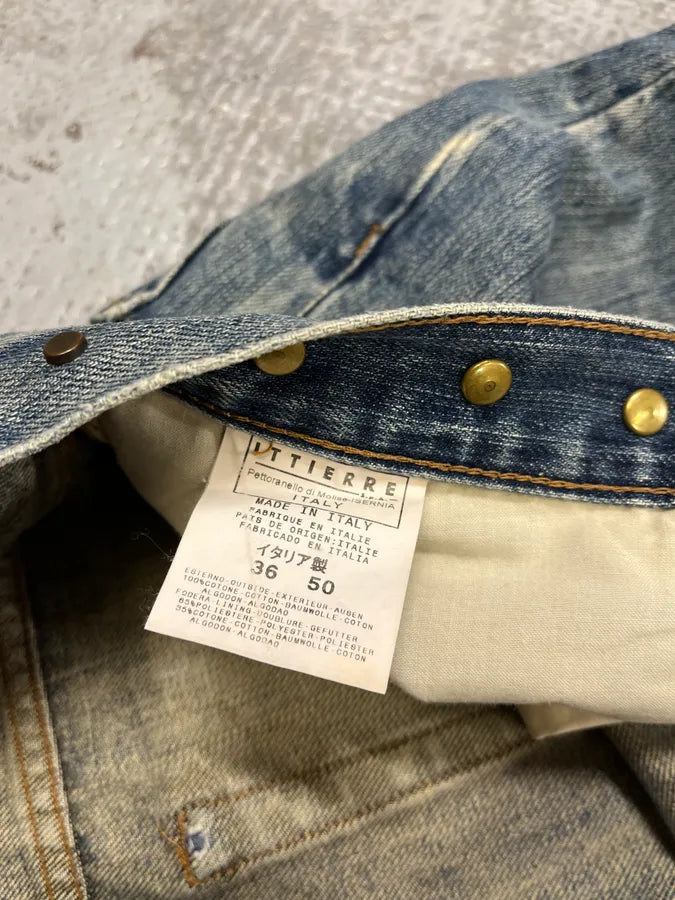 ITTIERRE
S.P.A.
Pettoranello di Molise-ISERNIA
ITALY
MADE IN ITALY
FABRIQUE EN ITALIE
PAIS DE ORIGEN:ITALIE
FABRICADO EN ITALIA
イタリア製
36 50
ESTERNO-OUTSIDE-EXTERIEUR-AUSEN
100%COTONE-COTTON-BAUMWOLLE-COTON
ALGODON-ALGODAO
FODERA-LINING-DOUBLURE-GEFUTTER
65%POLIESTERE-POLYESTER-POLIESTER
35%COTONE-COTTON-BAUMWOLLE-COTON
ALGODON-ALGODAO